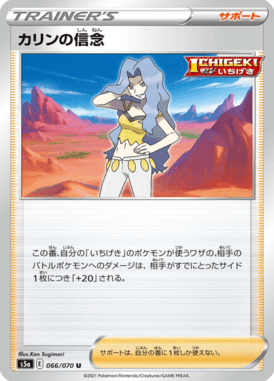 TRAINER'S サポート
カリンの信念
しんねん
ICHIGEKI
いちげき
この番、自分の「いちげき」のポケモンが使うワザの、相手の
バトルポケモンへのダメージは、相手がすでにとったサイド
1枚につき「+20」される。
Illus.Ken Sugimori
s5a E 066/070 U
サポートは、自分の番に1枚しか使えない。
©2021 Pokémon/Nintendo/Creatures/GAME FREAK.